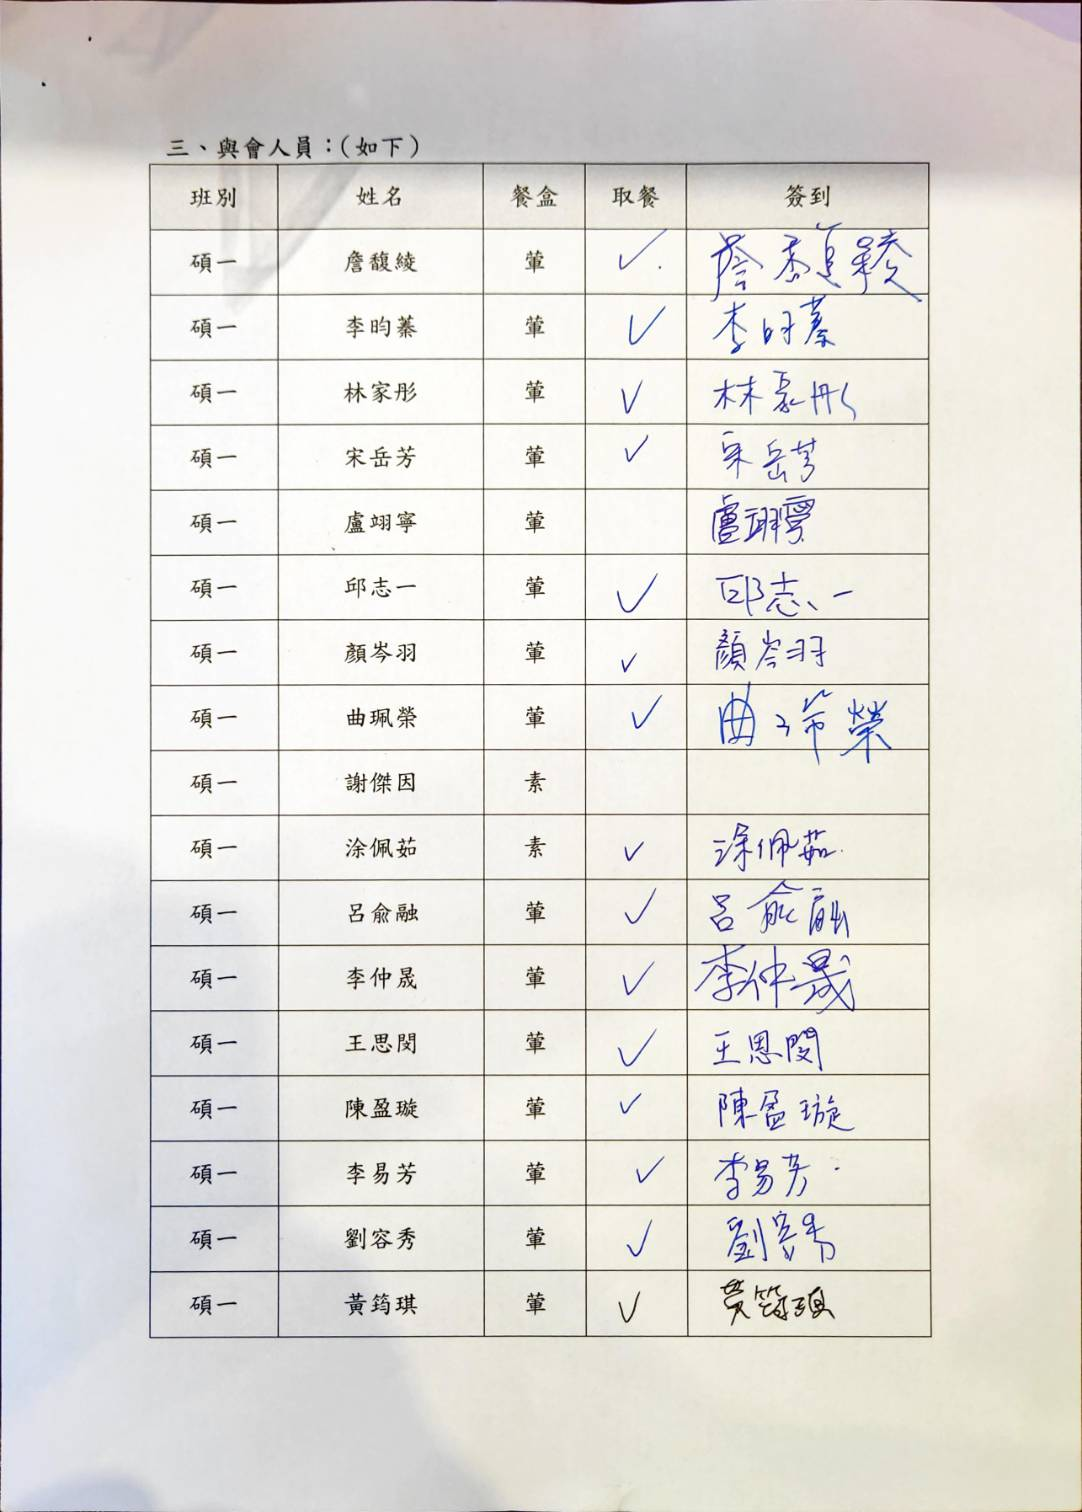 三、與會人員：（如下）
班別 姓名 餐盒 取餐 簽到
碩一 詹馥綾 葷 ✓ 詹馥綾
碩一 李昀蓁 葷 ✓ 李昀蓁
碩一 林家彤 葷 ✓ 林家彤
碩一 宋岳芳 葷 ✓ 宋岳芳
碩一 盧翊寧 葷 盧翊寧
碩一 邱志一 葷 ✓ 邱志一
碩一 顏岑羽 葷 ✓ 顏岑羽
碩一 曲珮榮 葷 ✓ 曲珮榮
碩一 謝傑因 素
碩一 涂佩茹 素 ✓ 涂佩茹
碩一 呂俞融 葷 ✓ 呂俞融
碩一 李仲晟 葷 ✓ 李仲晟
碩一 王思閔 葷 ✓ 王思閔
碩一 陳盈璇 葷 ✓ 陳盈璇
碩一 李易芳 葷 ✓ 李易芳
碩一 劉容秀 葷 ✓ 劉容秀
碩一 黃筠琪 葷 ✓ 黃筠琪